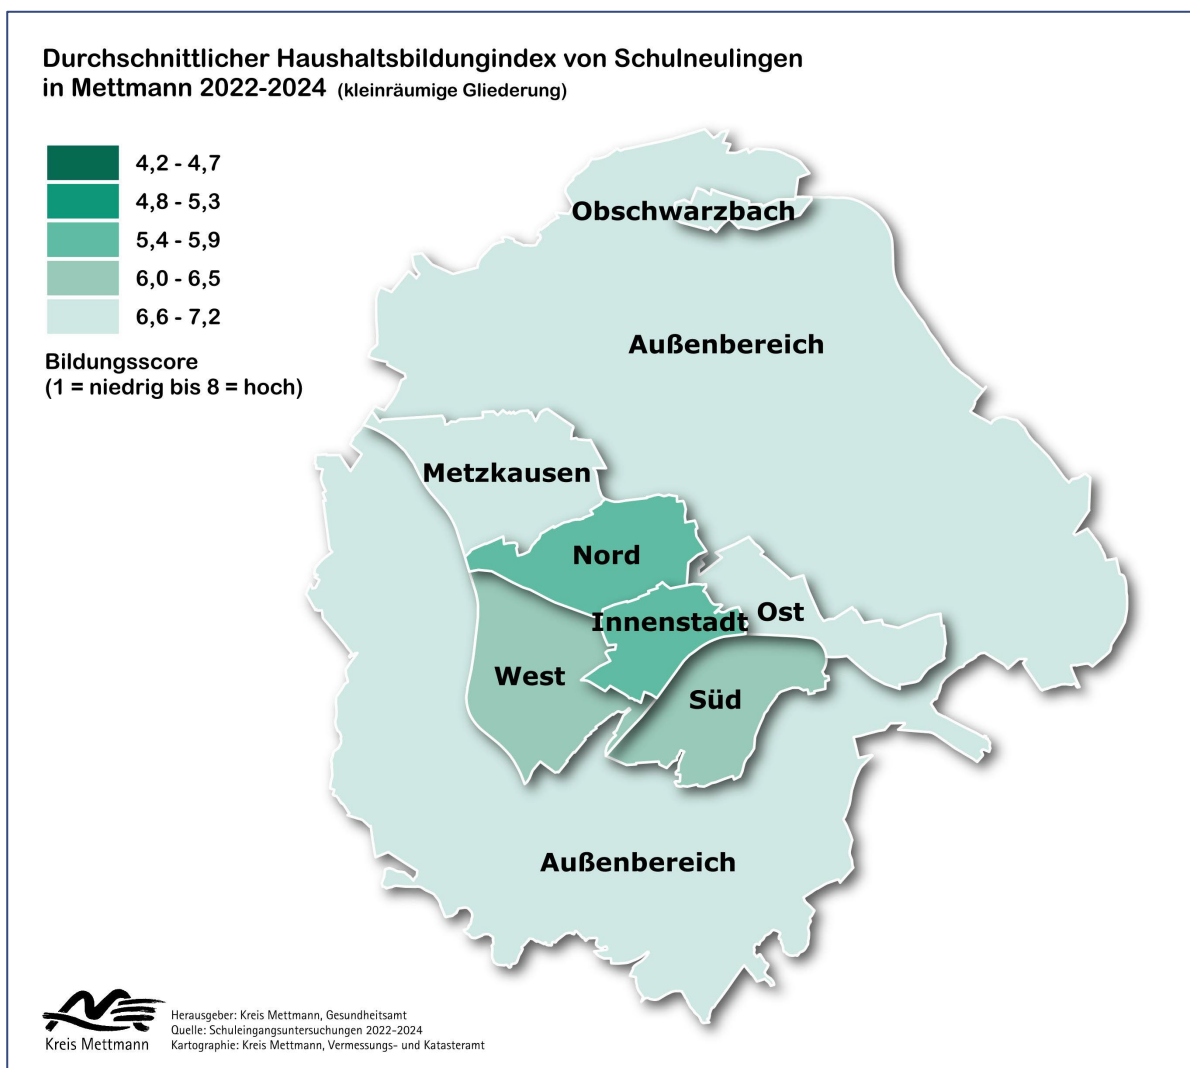 Durchschnittlicher Haushaltsbildungindex von Schulneulingen
in Mettmann 2022-2024 (kleinräumige Gliederung)
4,2 - 4,7
4,8 - 5,3
5,4 - 5,9
6,0 - 6,5
6,6 - 7,2
Bildungsscore
(1 = niedrig bis 8 = hoch)
Obschwarzbach
Außenbereich
Metzkausen
Nord
Innenstadt
Ost
West
Süd
Außenbereich
Kreis Mettmann
Herausgeber: Kreis Mettmann, Gesundheitsamt
Quelle: Schuleingangsuntersuchungen 2022-2024
Kartographie: Kreis Mettmann, Vermessungs- und Katasteramt